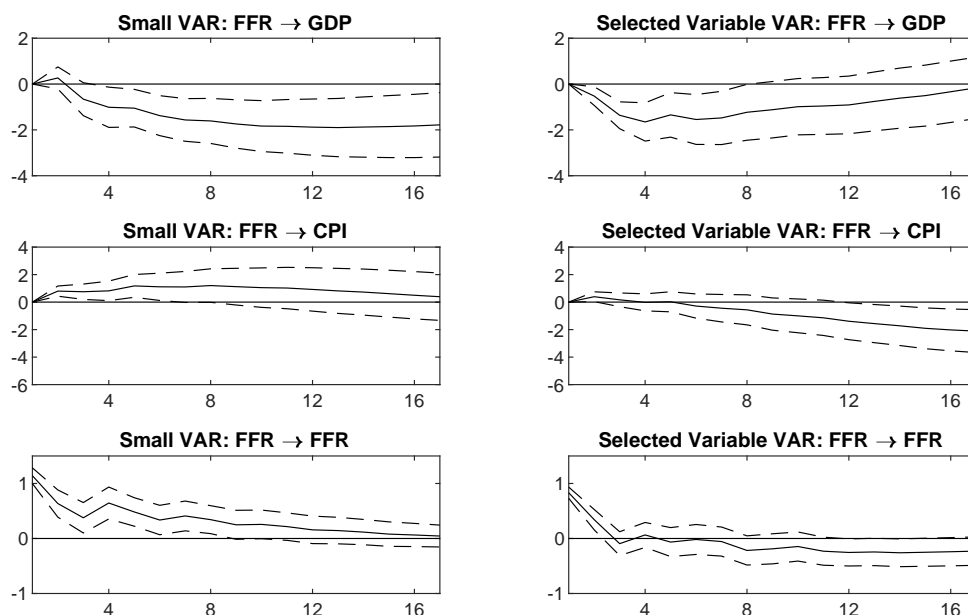 Small VAR: FFR → GDP
2
0
-2
-4
4 8 12 16
Selected Variable VAR: FFR → GDP
2
0
-2
-4
4 8 12 16
Small VAR: FFR → CPI
4
2
0
-2
-4
-6
4 8 12 16
Selected Variable VAR: FFR → CPI
4
2
0
-2
-4
-6
4 8 12 16
Small VAR: FFR → FFR
1
0
-1
4 8 12 16
Selected Variable VAR: FFR → FFR
1
0
-1
4 8 12 16